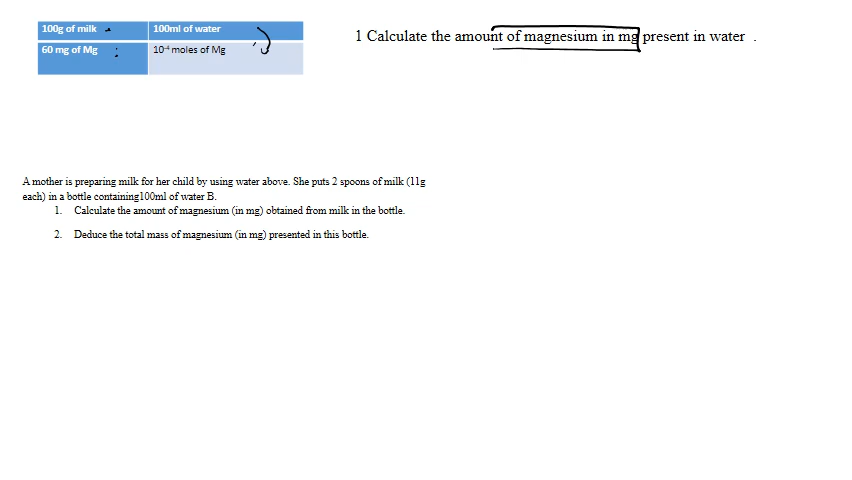 100g of milk 100ml of water
60 mg of Mg 10⁻⁴ moles of Mg
1 Calculate the amount of magnesium in mg present in water .
A mother is preparing milk for her child by using water above. She puts 2 spoons of milk (11g
each) in a bottle containing100ml of water B.
1. Calculate the amount of magnesium (in mg) obtained from milk in the bottle.
2. Deduce the total mass of magnesium (in mg) presented in this bottle.